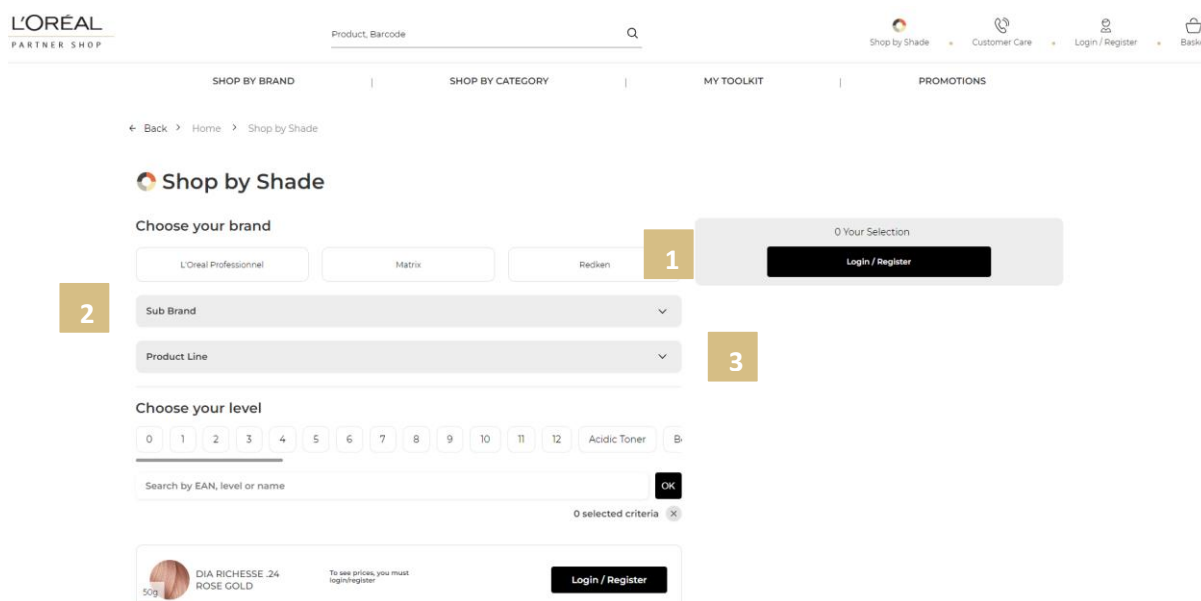 L'ORÉAL
PARTNER SHOP
Product, Barcode
Shop by Shade
Customer Care
Login / Register
SHOP BY BRAND | SHOP BY CATEGORY | MY TOOLKIT | PROMOTIONS
← Back > Home > Shop by Shade
Shop by Shade
Choose your brand
L'Oreal Professionnel Matrix Redken
1
0 Your Selection
Login / Register
2
Sub Brand
Product Line
3
Choose your level
0 1 2 3 4 5 6 7 8 9 10 11 12 Acidic Toner
Search by EAN, level or name OK
0 selected criteria ×
50g
DIA RICHESSE .24
ROSE GOLD
To see prices, you must
login/register
Login / Register